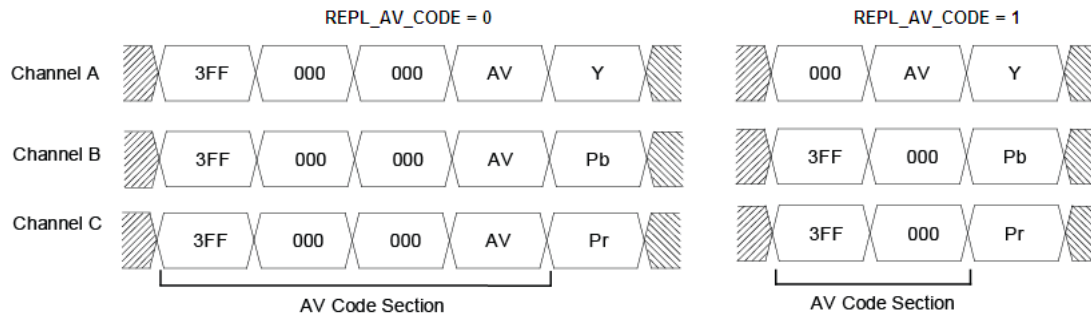 REPL_AV_CODE = 0 REPL_AV_CODE = 1
Channel A 3FF 000 000 AV Y 000 AV Y
Channel B 3FF 000 000 AV Pb 3FF 000 Pb
Channel C 3FF 000 000 AV Pr 3FF 000 Pr
AV Code Section AV Code Section